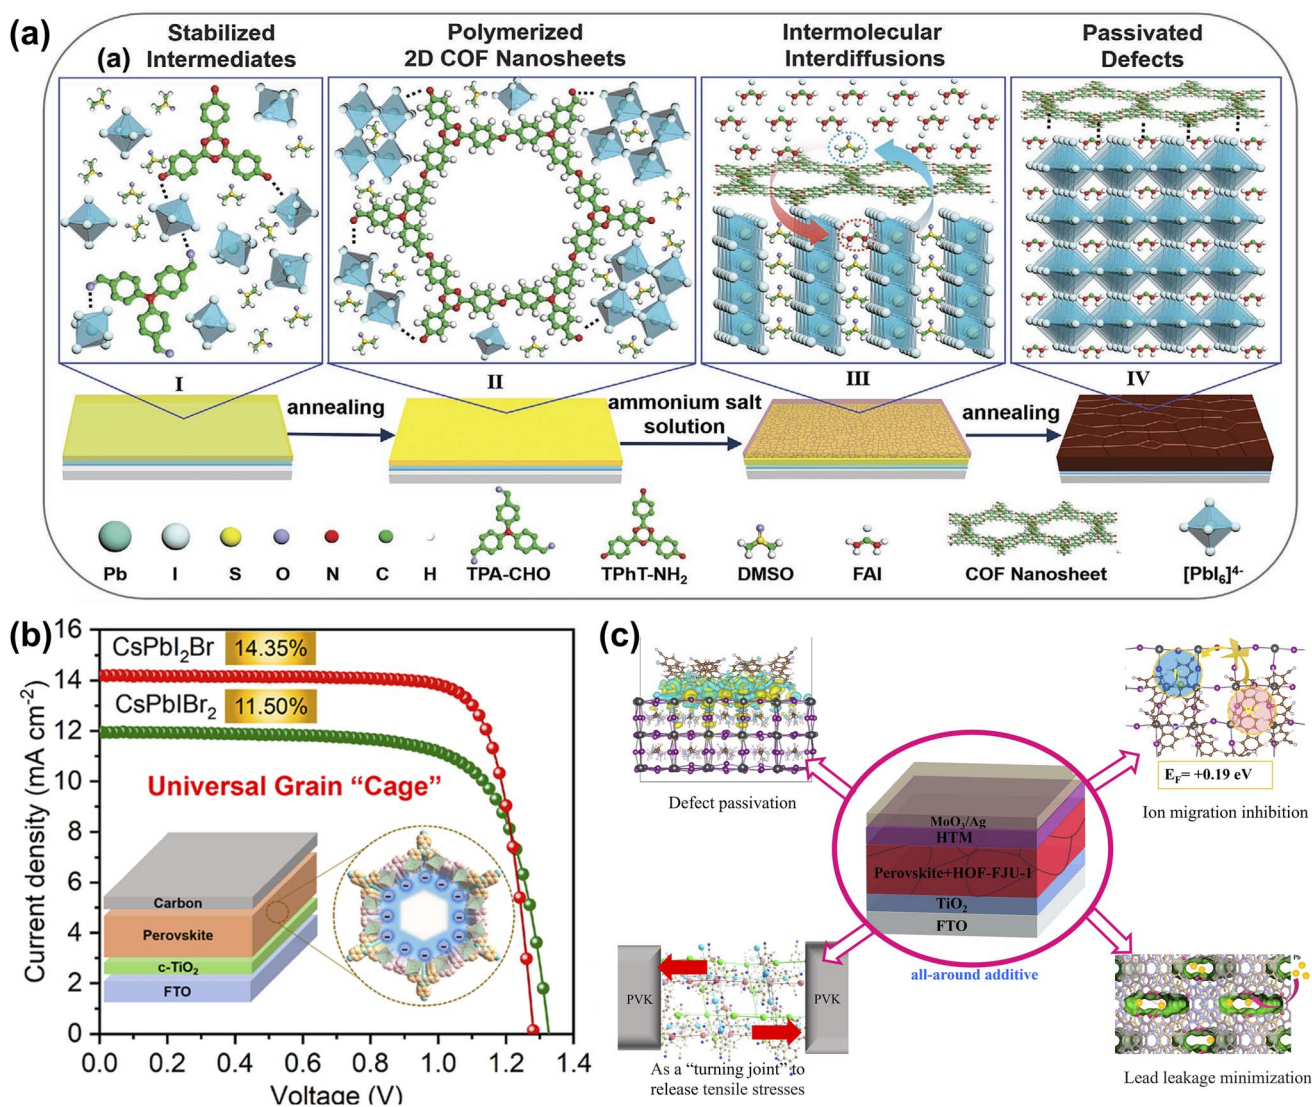 (a)
(a)
Stabilized
Intermediates
Polymerized
2D COF Nanosheets
Intermolecular
Interdiffusions
Passivated
Defects
I
II
III
IV
annealing
ammonium salt
solution
annealing
Pb
I
S
O
N
C
H
TPA-CHO
TPhT-NH₂
DMSO
FAI
COF Nanosheet
[PbI₆]⁴⁻
(b)
16
14
12
10
8
6
4
2
0
Current density (mA cm⁻²)
CsPbI₂Br 14.35%
CsPbIBr₂ 11.50%
Universal Grain “Cage”
Carbon
Perovskite
c-TiO₂
FTO
0.0 0.2 0.4 0.6 0.8 1.0 1.2 1.4
Voltage (V)
(c)
Defect passivation
E_F= +0.19 eV
Ion migration inhibition
MoO₃/Ag
HTM
Perovskite+HOF-FJU-1
TiO₂
FTO
all-around additive
PVK
PVK
As a “turning joint” to
release tensile stresses
Pb
Lead leakage minimization